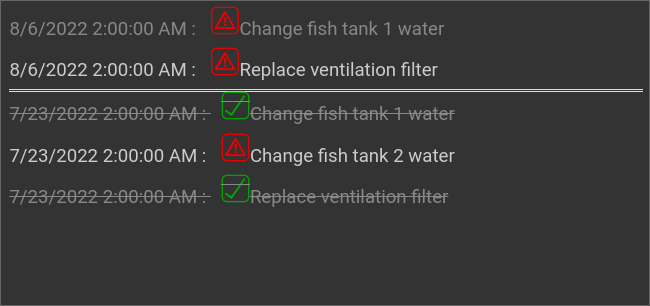 8/6/2022 2:00:00 AM : Change fish tank 1 water
8/6/2022 2:00:00 AM : Replace ventilation filter
7/23/2022 2:00:00 AM : Change fish tank 1 water
7/23/2022 2:00:00 AM : Change fish tank 2 water
7/23/2022 2:00:00 AM : Replace ventilation filter